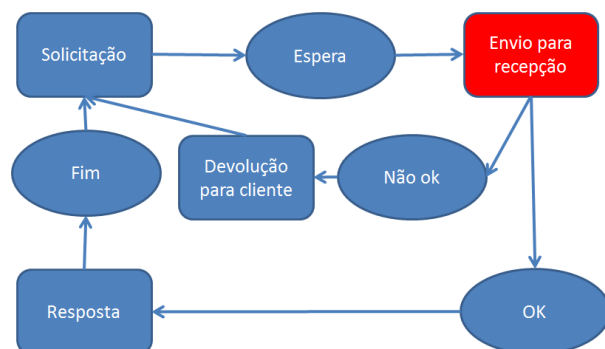 Solicitação
Espera
Envio para
recepção
Fim
Devolução
para cliente
Não ok
Resposta
OK